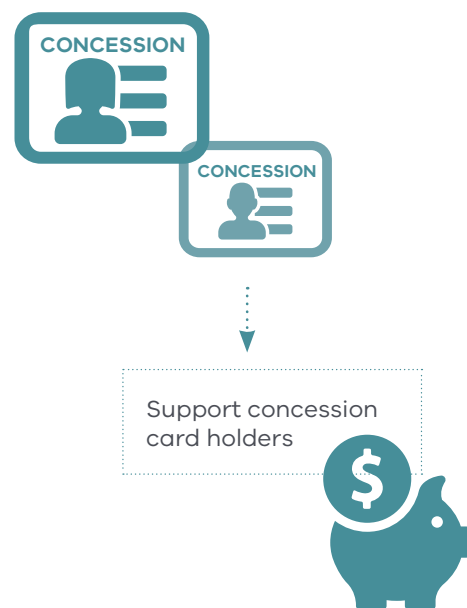 CONCESSION
CONCESSION
Support concession
card holders
$